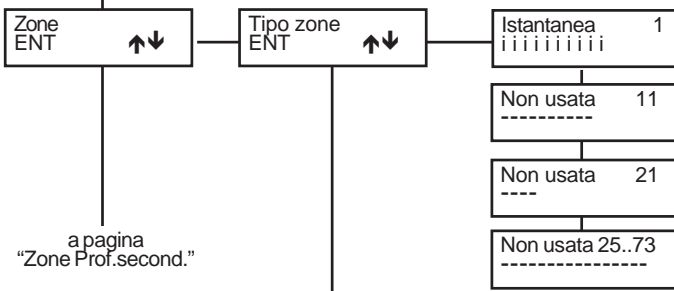 Zone
ENT ↑↓
Tipo zone
ENT ↑↓
Istantanea 1
i i i i i i i i i i
Non usata 11
----------
Non usata 21
----
Non usata 25..73
----------------
a pagina
“Zone Prof.second.”